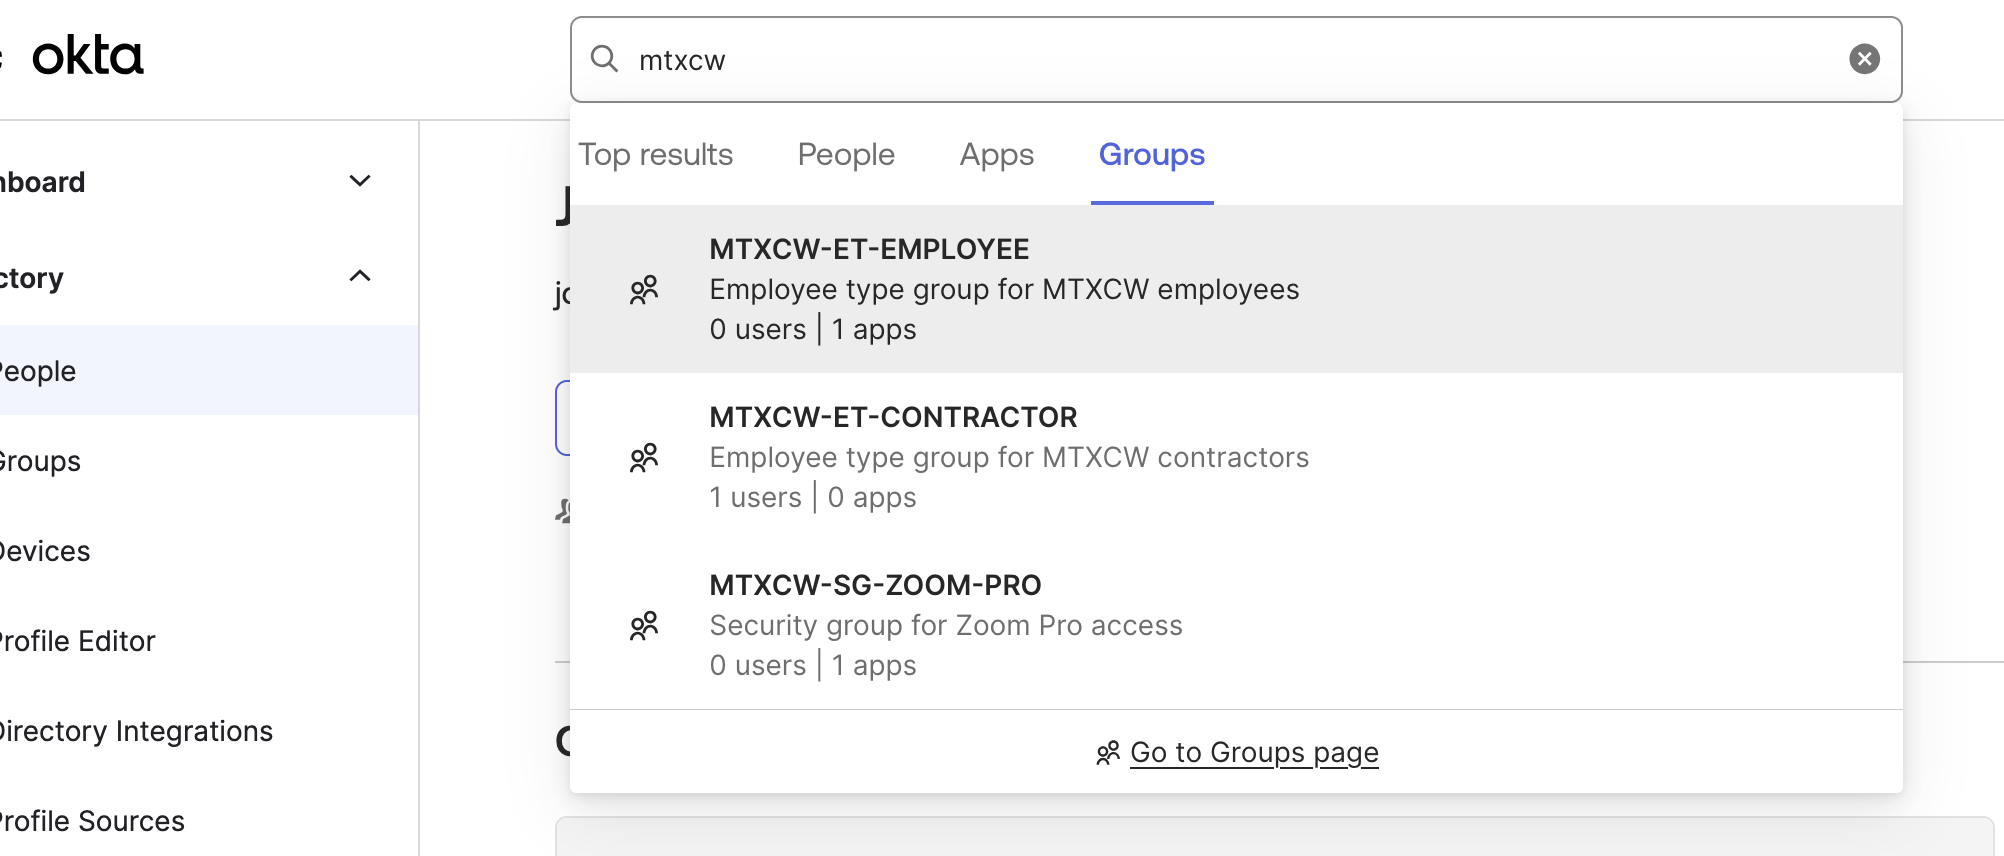 okta
mtxcw
Top results People Apps Groups
MTXCW-ET-EMPLOYEE
Employee type group for MTXCW employees
0 users | 1 apps
MTXCW-ET-CONTRACTOR
Employee type group for MTXCW contractors
1 users | 0 apps
MTXCW-SG-ZOOM-PRO
Security group for Zoom Pro access
0 users | 1 apps
Go to Groups page
board
ctory
People
Groups
Devices
Profile Editor
Directory Integrations
Profile Sources